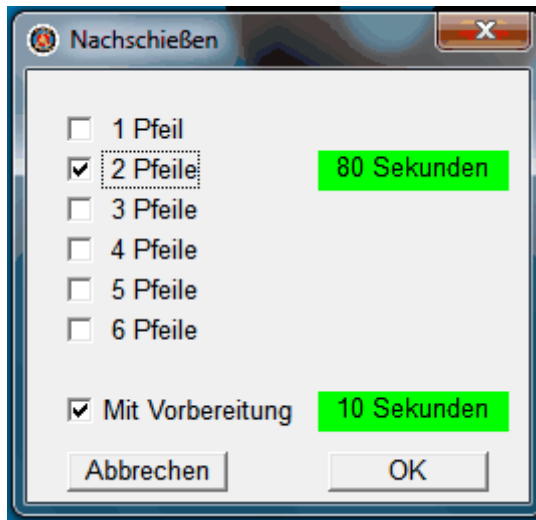 Nachschießen
1 Pfeil
2 Pfeile 80 Sekunden
3 Pfeile
4 Pfeile
5 Pfeile
6 Pfeile
Mit Vorbereitung 10 Sekunden
Abbrechen OK